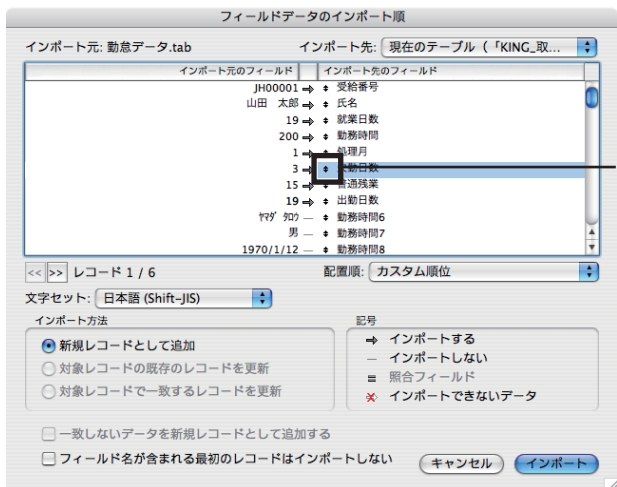 フィールドデータのインポート順
インポート元: 勤怠データ.tab インポート先: 現在のテーブル（「KING_取...
インポート元のフィールド インポート先のフィールド
JH00001 ⇒ 受給番号
山田 太郎 ⇒ 氏名
19 ⇒ 就業日数
200 ⇒ 勤務時間
1 ⇒ 処理月
3 ⇒ 勤日数
15 ⇒ 普通残業
19 ⇒ 出勤日数
ﾔﾏﾀﾞ ﾀﾛｳ — 勤務時間6
男 — 勤務時間7
1970/1/12 — 勤務時間8
<< >> レコード 1 / 6 配置順: カスタム順位
文字セット: 日本語 (Shift-JIS)
インポート方法 記号
新規レコードとして追加 ⇒ インポートする
対象レコードの既存のレコードを更新 — インポートしない
対象レコードで一致するレコードを更新 ≡ 照合フィールド
インポートできないデータ
一致しないデータを新規レコードとして追加する
フィールド名が含まれる最初のレコードはインポートしない キャンセル インポート